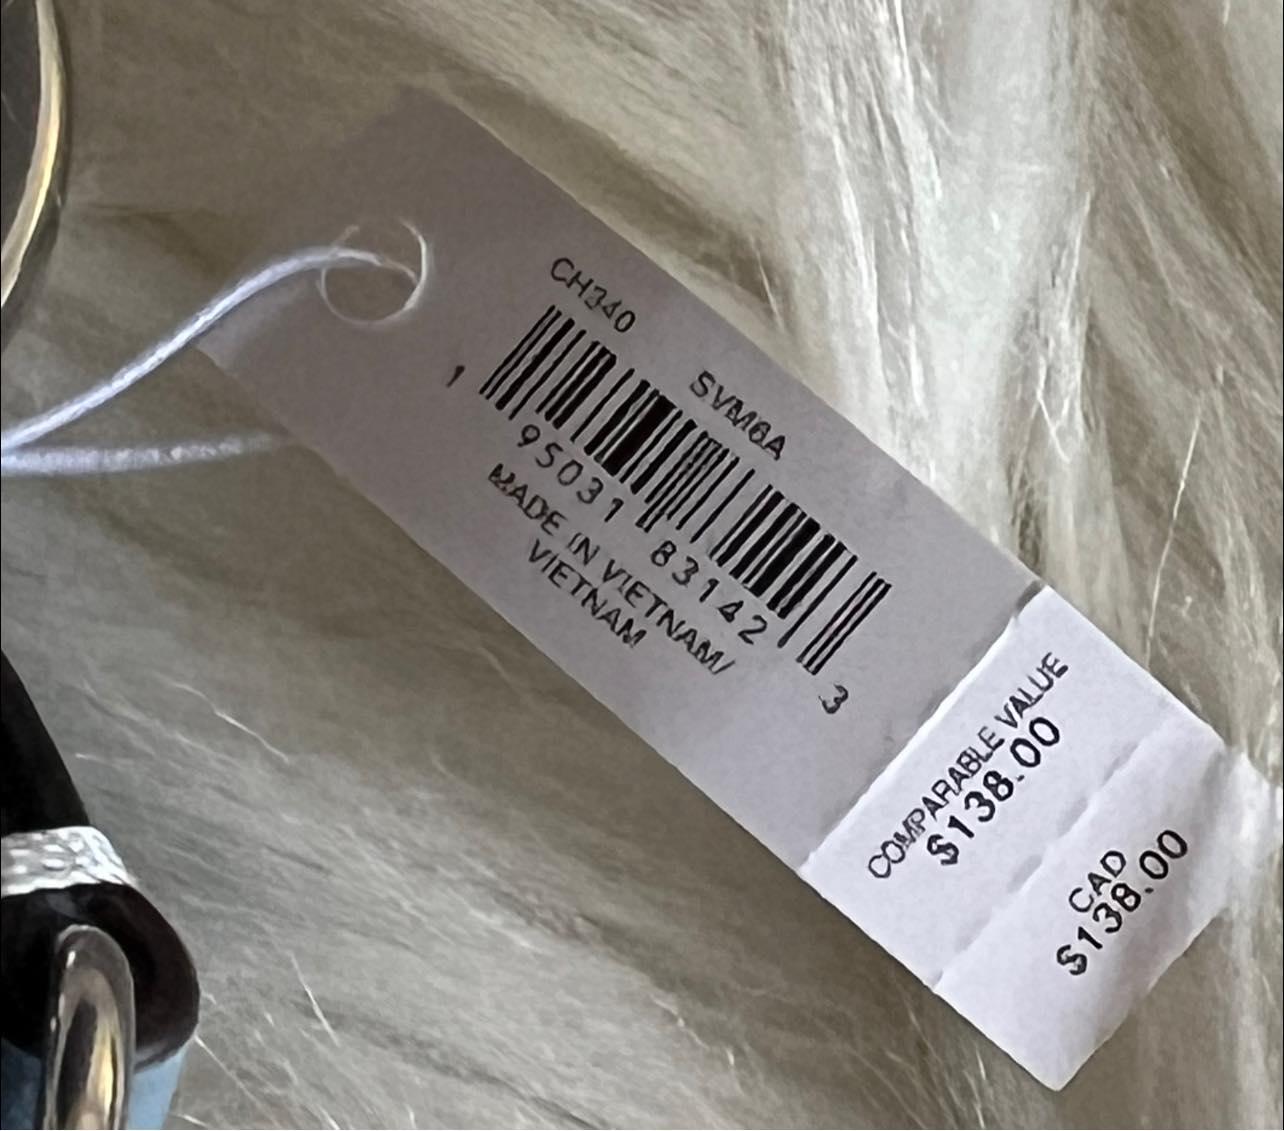 CH340
SVM6A
1 95031 83142 3
MADE IN VIETNAM/
VIETNAM
COMPARABLE VALUE
$138.00
CAD
$138.00